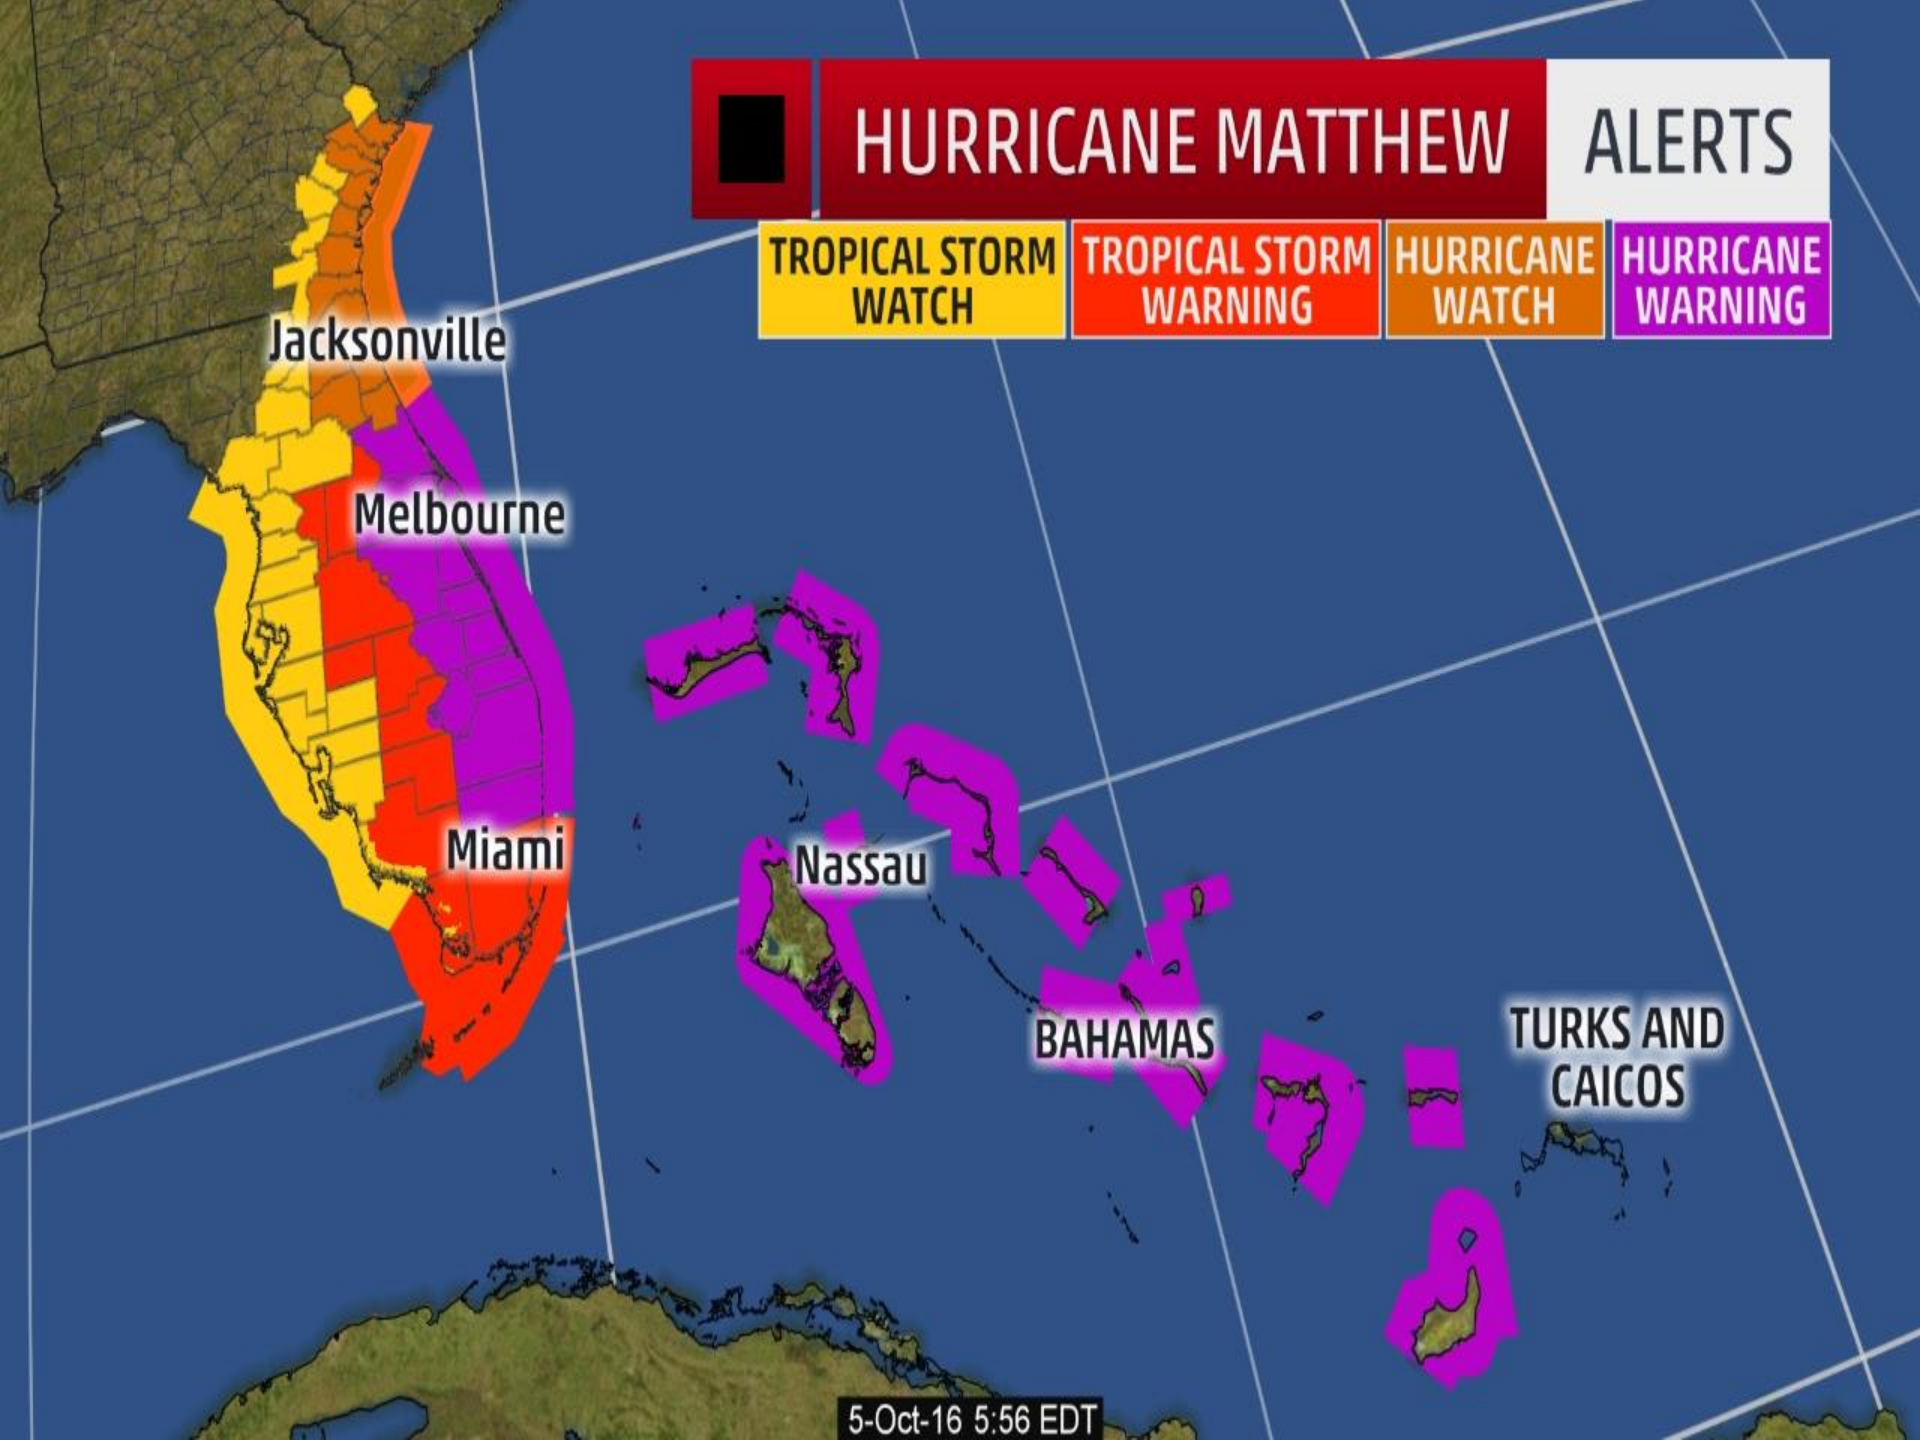 HURRICANE MATTHEW ALERTS
TROPICAL STORM
WATCH
TROPICAL STORM
WARNING
HURRICANE
WATCH
HURRICANE
WARNING
Jacksonville
Melbourne
Miami
Nassau
BAHAMAS
TURKS AND
CAICOS
5-Oct-16 5:56 EDT